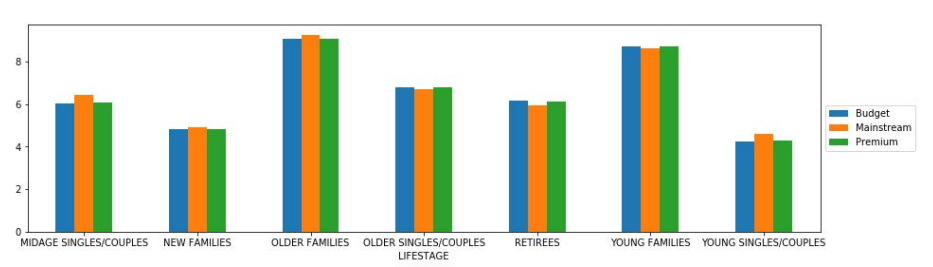 8
6
4
2
0
Budget
Mainstream
Premium
MIDAGE SINGLES/COUPLES NEW FAMILIES OLDER FAMILIES OLDER SINGLES/COUPLES RETIREES YOUNG FAMILIES YOUNG SINGLES/COUPLES
LIFESTAGE